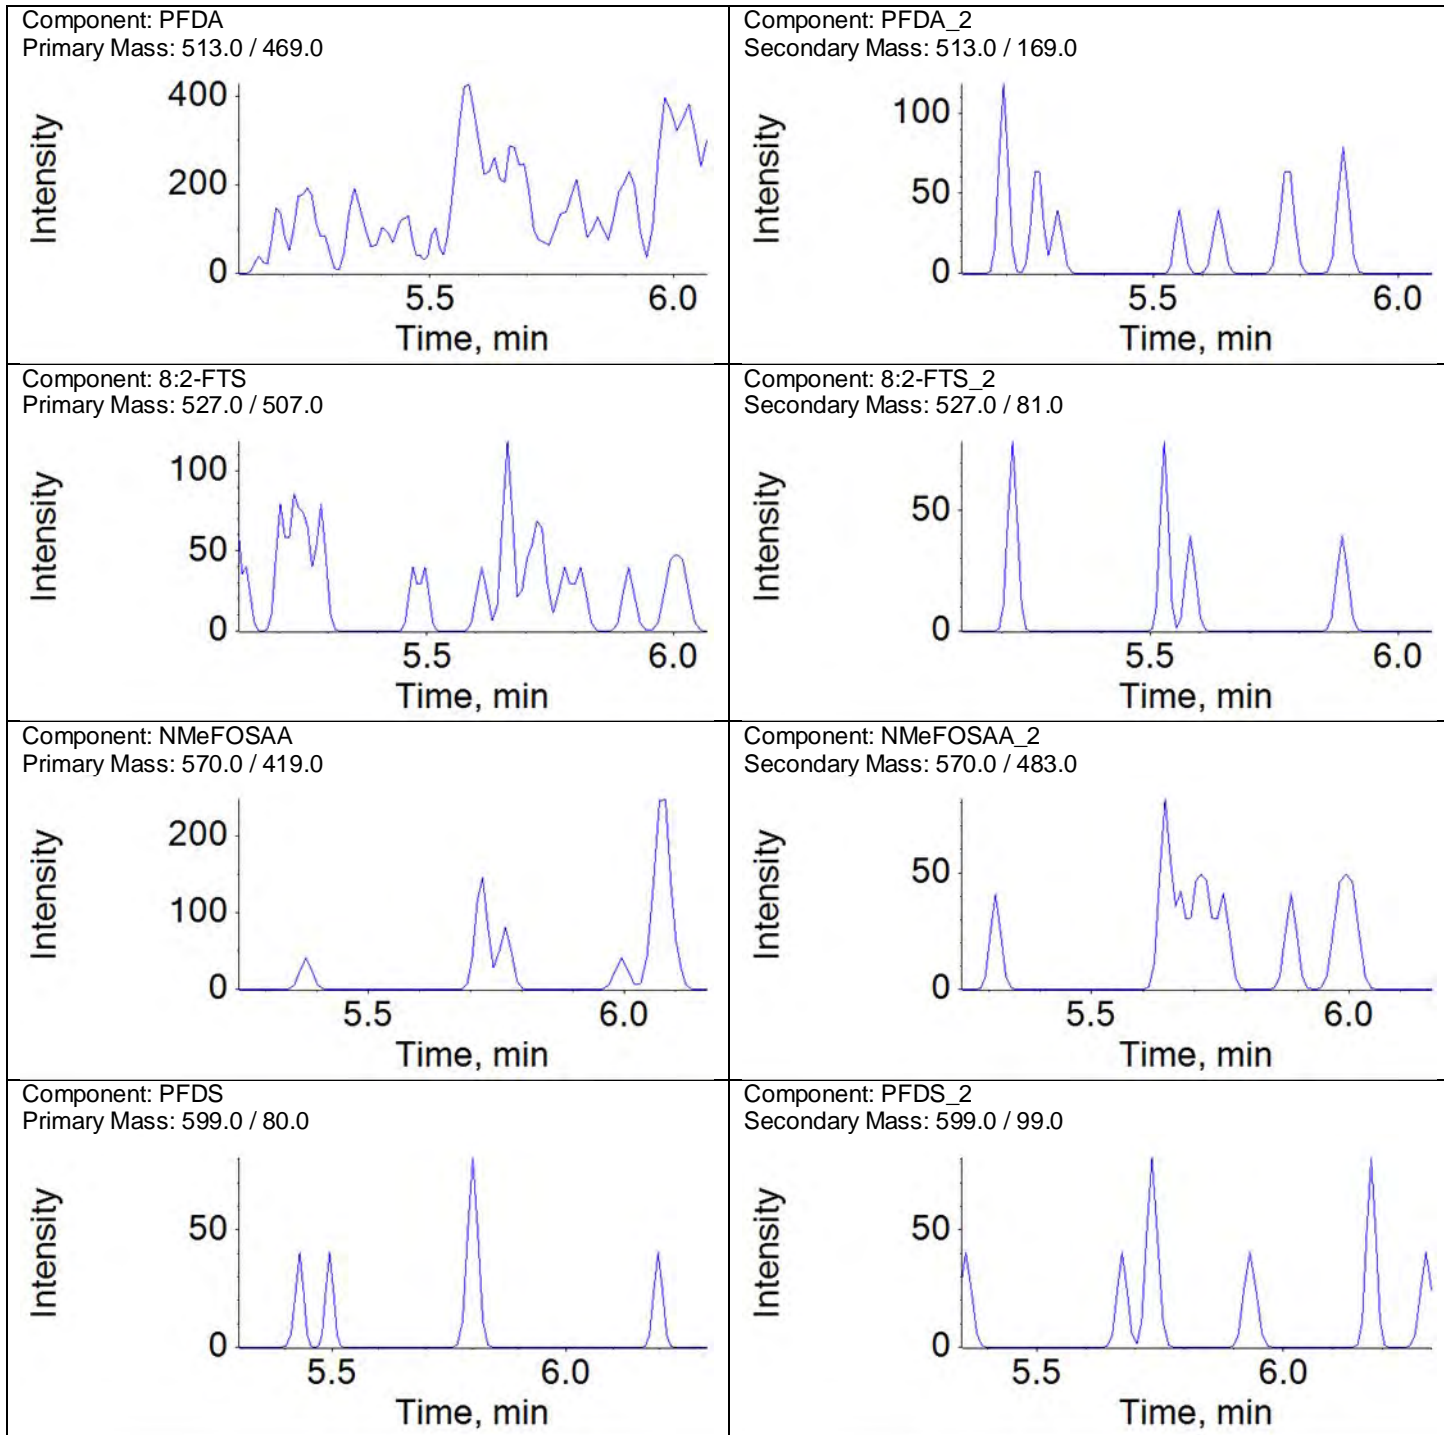 Component: PFDA
Primary Mass: 513.0 / 469.0
Intensity
400
200
0
5.5
6.0
Time, min
Component: PFDA_2
Secondary Mass: 513.0 / 169.0
Intensity
100
50
0
5.5
6.0
Time, min
Component: 8:2-FTS
Primary Mass: 527.0 / 507.0
Intensity
100
50
0
5.5
6.0
Time, min
Component: 8:2-FTS_2
Secondary Mass: 527.0 / 81.0
Intensity
50
0
5.5
6.0
Time, min
Component: NMeFOSAA
Primary Mass: 570.0 / 419.0
Intensity
200
100
0
5.5
6.0
Time, min
Component: NMeFOSAA_2
Secondary Mass: 570.0 / 483.0
Intensity
50
0
5.5
6.0
Time, min
Component: PFDS
Primary Mass: 599.0 / 80.0
Intensity
50
0
5.5
6.0
Time, min
Component: PFDS_2
Secondary Mass: 599.0 / 99.0
Intensity
50
0
5.5
6.0
Time, min